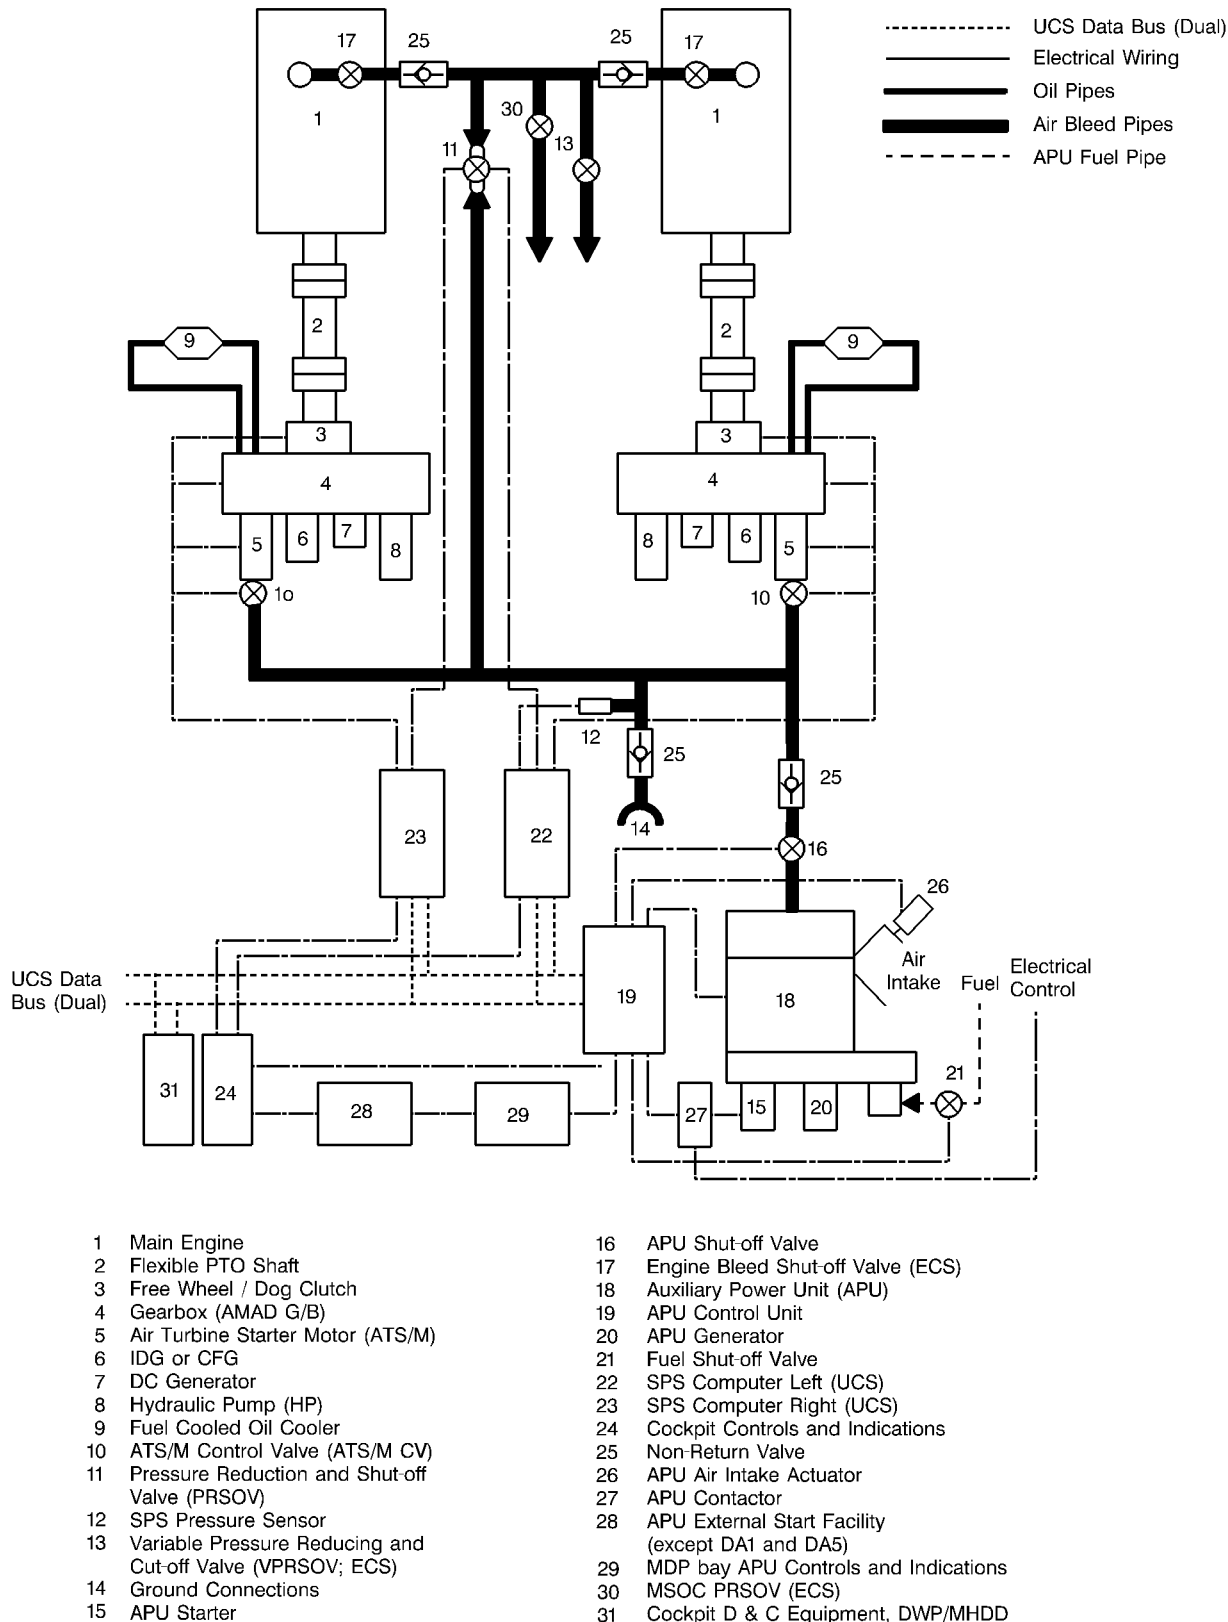 17
25
25
17
UCS Data Bus (Dual)
Electrical Wiring
Oil Pipes
Air Bleed Pipes
APU Fuel Pipe
1
30
1
11
13
2
2
9
9
3
3
4
4
5
6
7
8
8
7
6
5
1o
10
12
25
25
14
23
22
16
26
Air
Intake
UCS Data
Bus (Dual)
19
18
Fuel
Electrical
Control
31
24
28
29
27
15
20
21
1 Main Engine
2 Flexible PTO Shaft
3 Free Wheel / Dog Clutch
4 Gearbox (AMAD G/B)
5 Air Turbine Starter Motor (ATS/M)
6 IDG or CFG
7 DC Generator
8 Hydraulic Pump (HP)
9 Fuel Cooled Oil Cooler
10 ATS/M Control Valve (ATS/M CV)
11 Pressure Reduction and Shut-off
Valve (PRSOV)
12 SPS Pressure Sensor
13 Variable Pressure Reducing and
Cut-off Valve (VPRSOV; ECS)
14 Ground Connections
15 APU Starter
16 APU Shut-off Valve
17 Engine Bleed Shut-off Valve (ECS)
18 Auxiliary Power Unit (APU)
19 APU Control Unit
20 APU Generator
21 Fuel Shut-off Valve
22 SPS Computer Left (UCS)
23 SPS Computer Right (UCS)
24 Cockpit Controls and Indications
25 Non-Return Valve
26 APU Air Intake Actuator
27 APU Contactor
28 APU External Start Facility
(except DA1 and DA5)
29 MDP bay APU Controls and Indications
30 MSOC PRSOV (ECS)
31 Cockpit D & C Equipment, DWP/MHDD